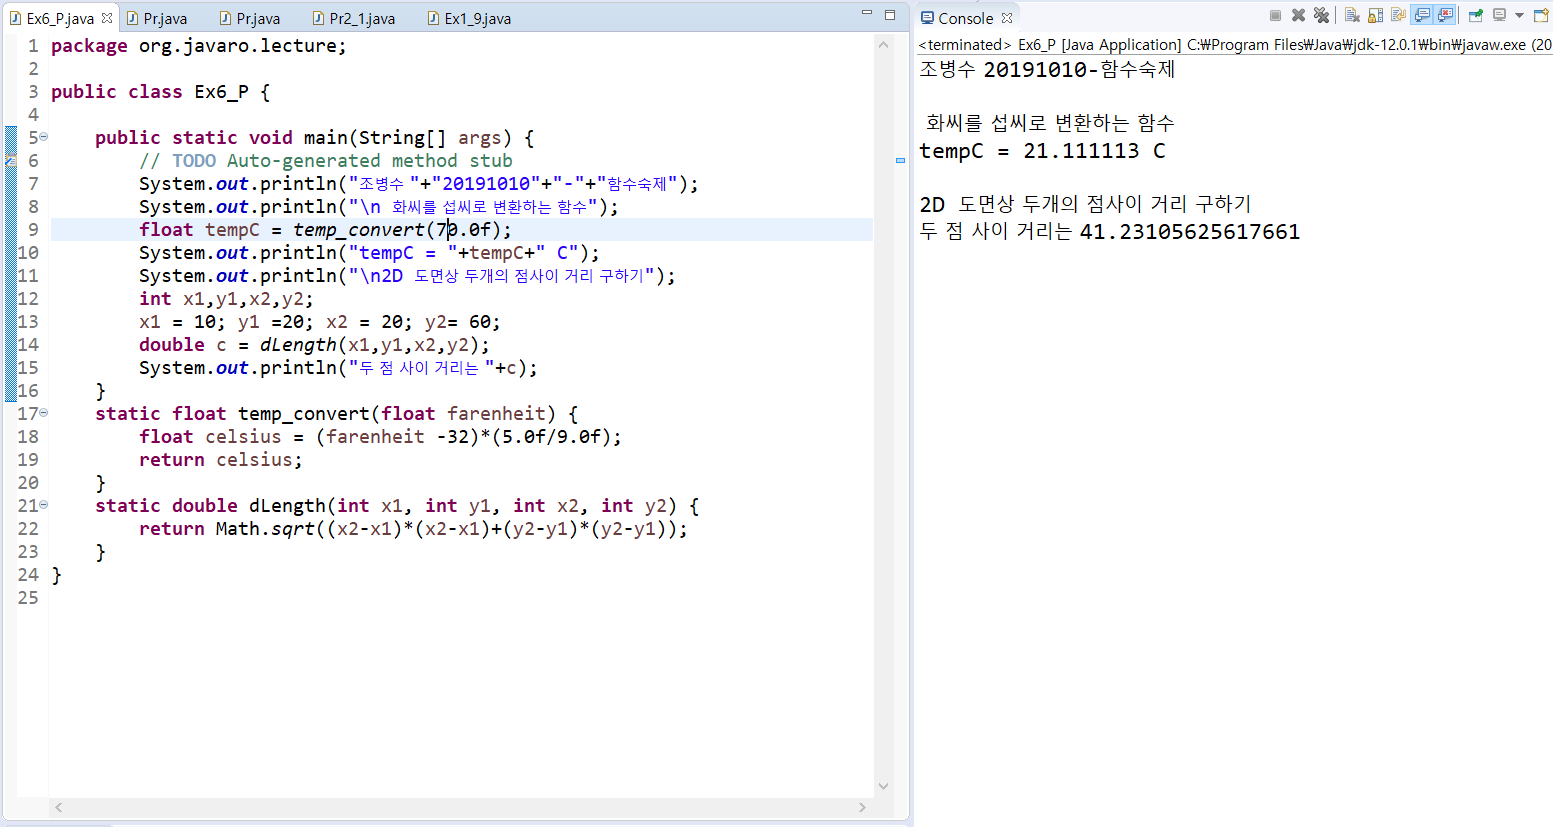 Ex6_P.java Pr.java Pr.java Pr2_1.java Ex1_9.java
1 package org.javaro.lecture;
2
3 public class Ex6_P {
4
5 public static void main(String[] args) {
6 // TODO Auto-generated method stub
7 System.out.println("조병수 "+"20191010"+"-"+"함수숙제");
8 System.out.println("\n 화씨를 섭씨로 변환하는 함수");
9 float tempC = temp_convert(70.0f);
10 System.out.println("tempC = "+tempC+" C");
11 System.out.println("\n2D 도면상 두개의 점사이 거리 구하기");
12 int x1,y1,x2,y2;
13 x1 = 10; y1 =20; x2 = 20; y2= 60;
14 double c = dLength(x1,y1,x2,y2);
15 System.out.println("두 점 사이 거리는 "+c);
16 }
17 static float temp_convert(float farenheit) {
18 float celsius = (farenheit -32)*(5.0f/9.0f);
19 return celsius;
20 }
21 static double dLength(int x1, int y1, int x2, int y2) {
22 return Math.sqrt((x2-x1)*(x2-x1)+(y2-y1)*(y2-y1));
23 }
24 }
25
Console
<terminated> Ex6_P [Java Application] C:₩Program Files₩Java₩jdk-12.0.1₩bin₩javaw.exe (20
조병수 20191010-함수숙제
화씨를 섭씨로 변환하는 함수
tempC = 21.111113 C
2D 도면상 두개의 점사이 거리 구하기
두 점 사이 거리는 41.23105625617661